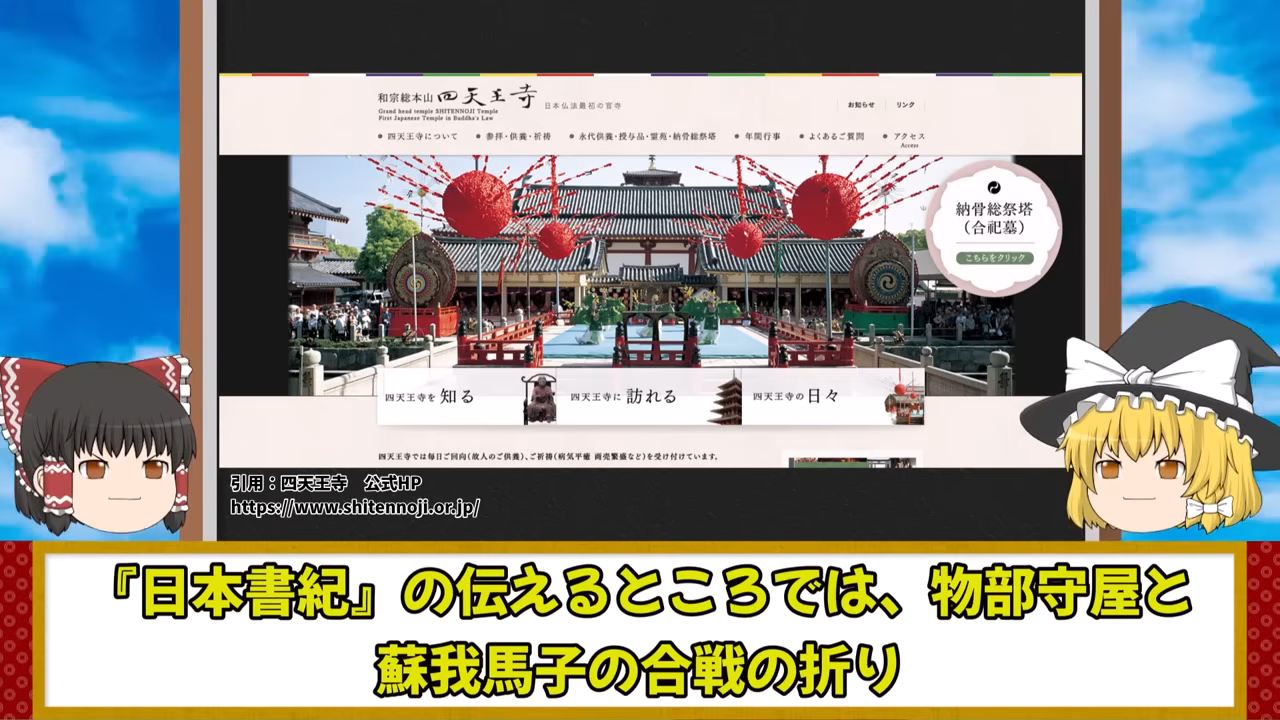 和宗総本山 四天王寺 日本仏法最初の官寺
Grand head temple SHITENNOJI Temple
First Japanese Temple in Buddha's Law
お知らせ リンク
四天王寺について 参拝・供養・祈祷 永代供養・授与品・霊苑・納骨総祭塔 年間行事 よくあるご質問 アクセス
Access
納骨総祭塔
（合祀墓）
こちらをクリック
四天王寺を 知る 四天王寺に 訪れる 四天王寺の 日々
四天王寺では毎日ご回向（故人のご供養）、ご祈祷（病気平癒 商売繁盛など）を受け付けています。
引用：四天王寺　公式HP
https://www.shitennoji.or.jp/
『日本書紀』の伝えるところでは、物部守屋と
蘇我馬子の合戦の折り